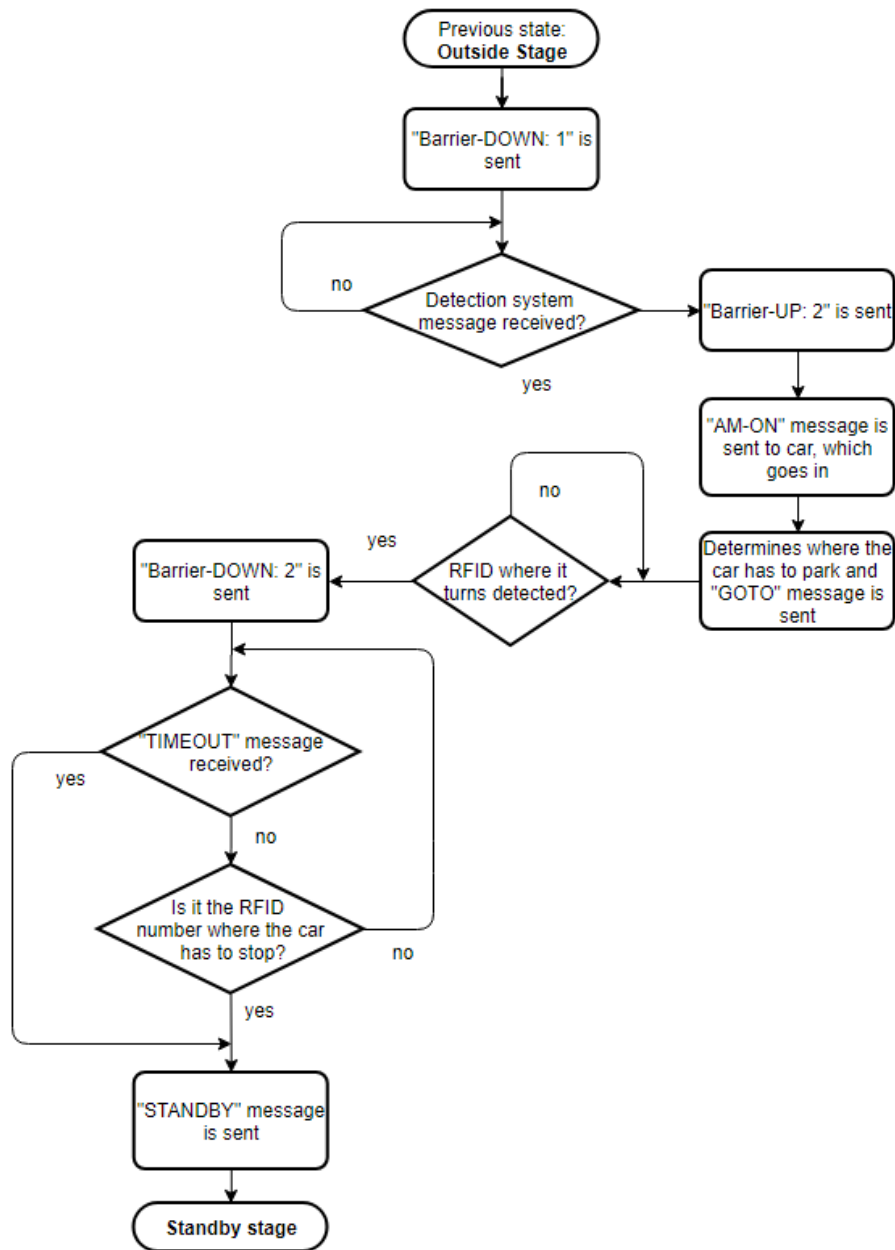 Previous state:
Outside Stage
"Barrier-DOWN: 1" is
sent
no
Detection system
message received?
yes
"Barrier-UP: 2" is sent
"AM-ON" message is
sent to car, which
goes in
Determines where the
car has to park and
"GOTO" message is
sent
no
RFID where it
turns detected?
yes
"Barrier-DOWN: 2" is
sent
"TIMEOUT" message
received?
yes
no
Is it the RFID
number where the car
has to stop?
no
yes
"STANDBY" message
is sent
Standby stage